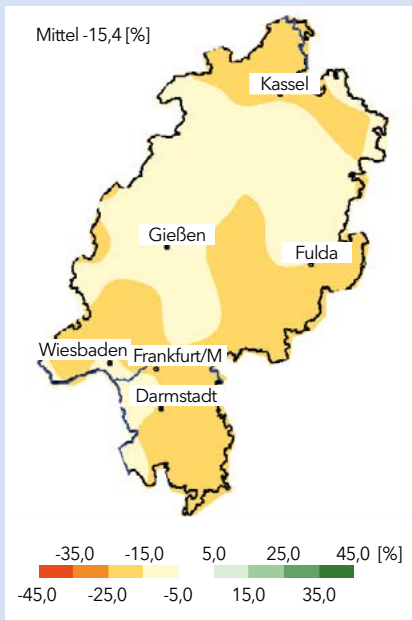 Mittel -15,4 [%]
Kassel
Gießen
Fulda
Wiesbaden Frankfurt/M
Darmstadt
-35,0 -15,0 5,0 25,0 45,0 [%]
-45,0 -25,0 -5,0 15,0 35,0